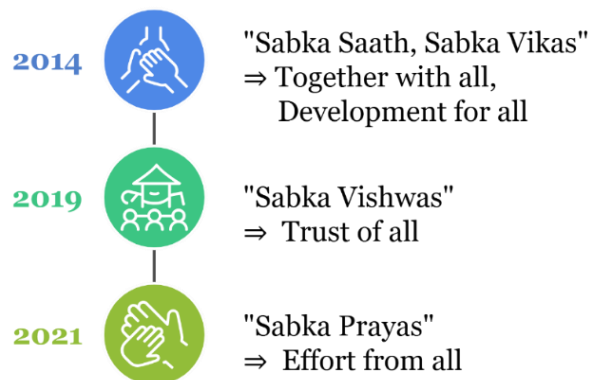 2014
"Sabka Saath, Sabka Vikas"
⇒ Together with all,
Development for all
2019
"Sabka Vishwas"
⇒ Trust of all
2021
"Sabka Prayas"
⇒ Effort from all